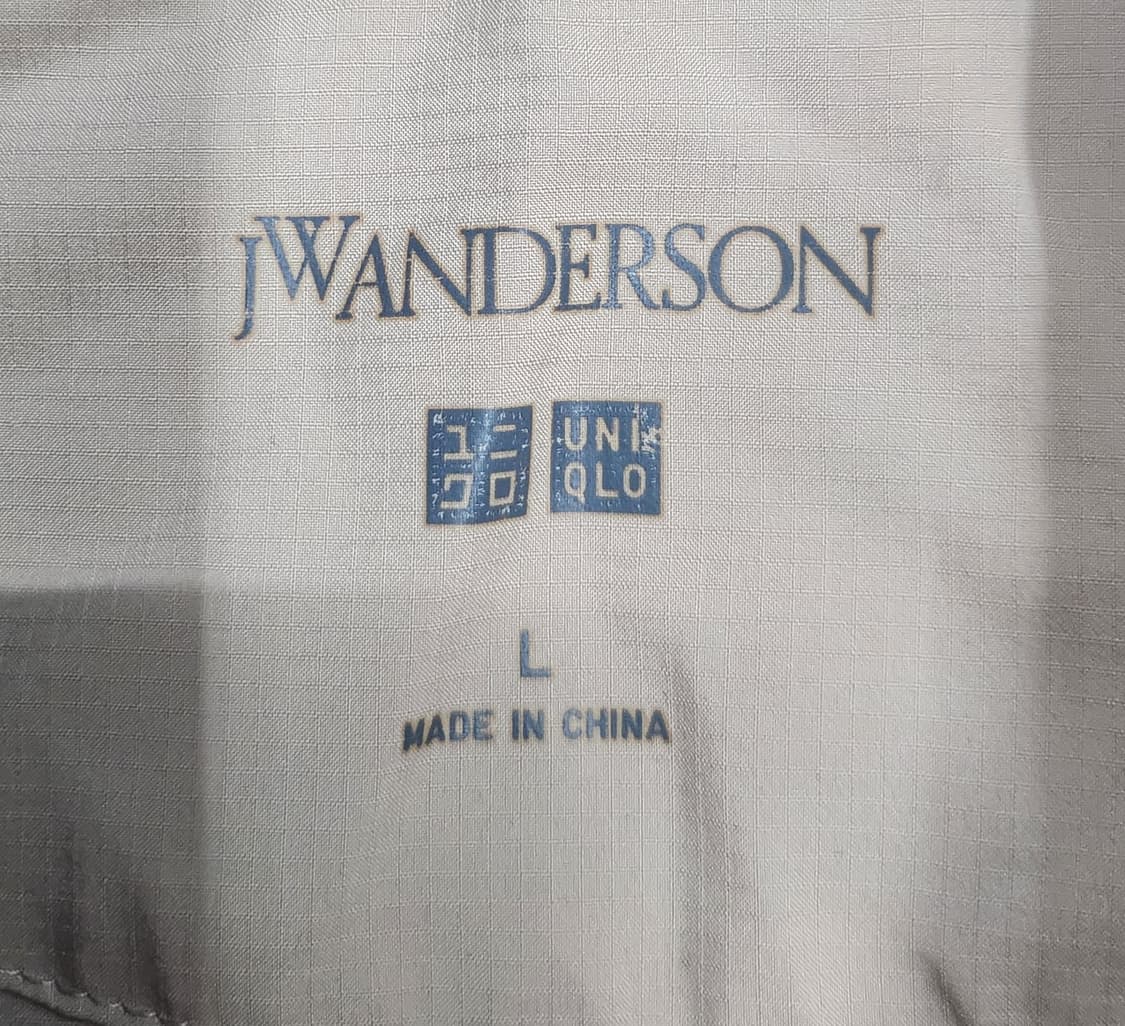 JWANDERSON
ユニ UNI
クロ QLO
L
MADE IN CHINA